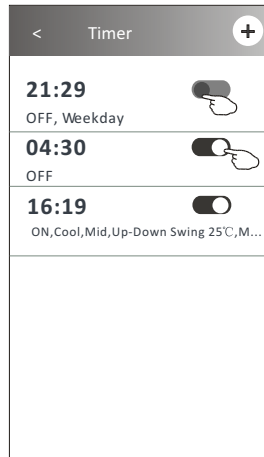 < Timer +
21:29
OFF, Weekday
04:30
OFF
16:19
ON,Cool,Mid,Up-Down Swing 25℃,M...